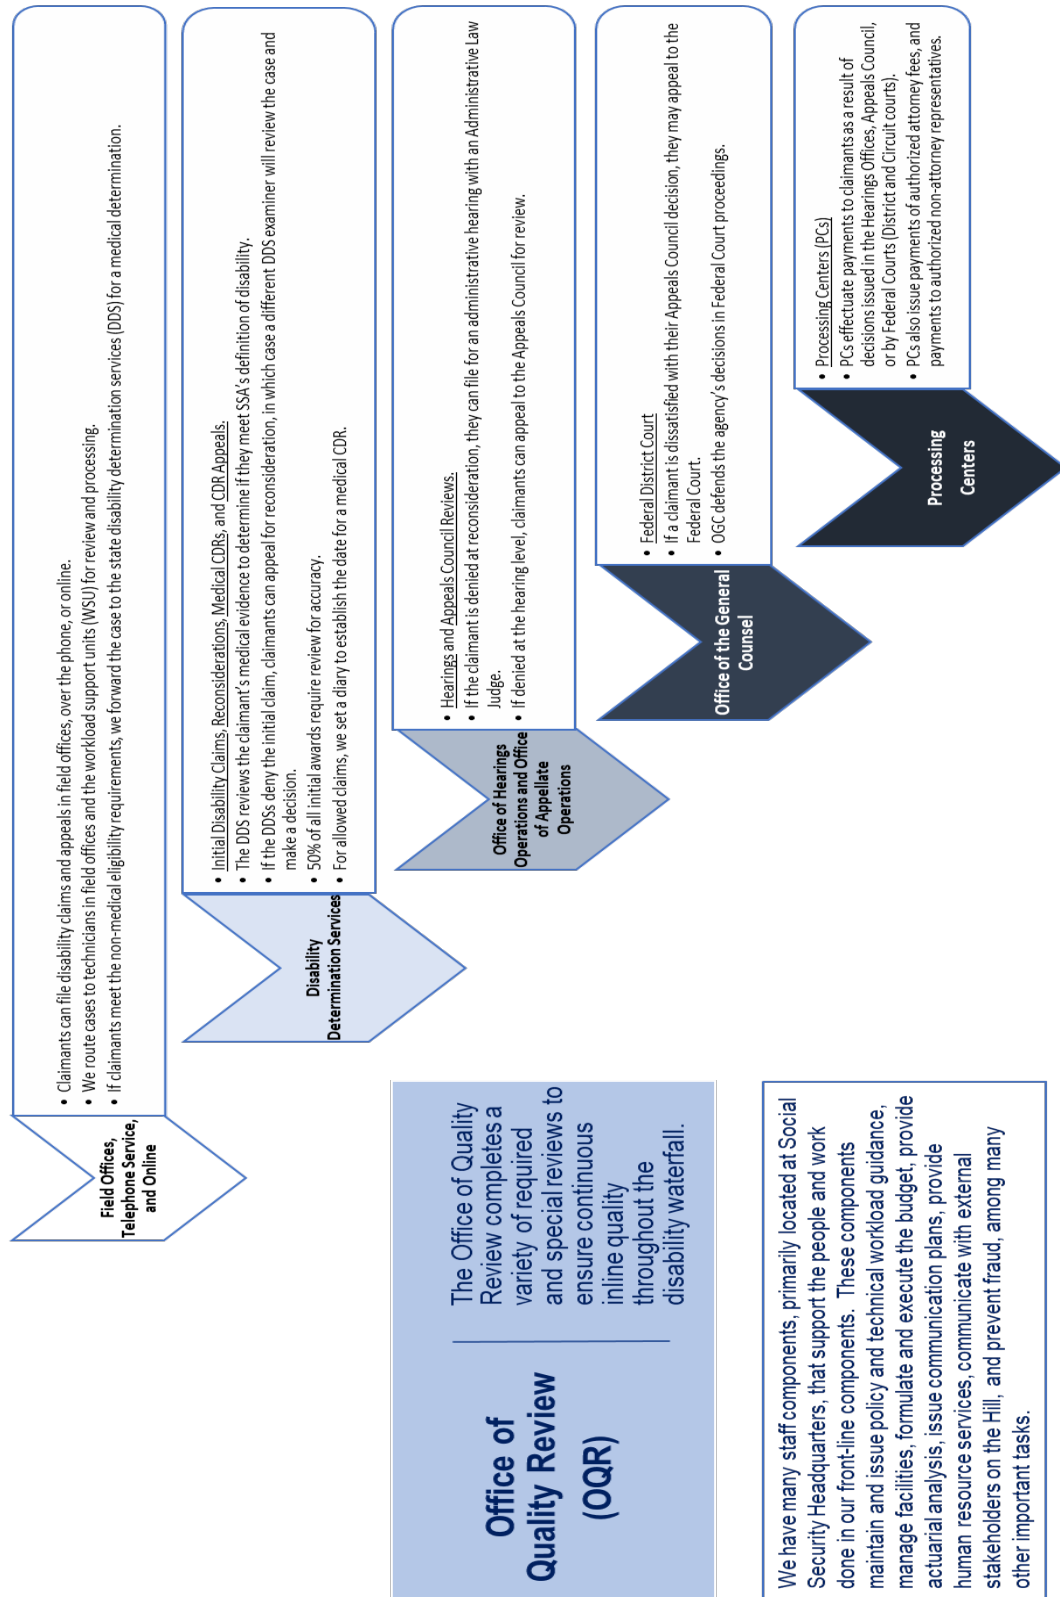 Field Offices,
Telephone Service,
and Online
• Claimants can file disability claims and appeals in field offices, over the phone, or online.
• We route cases to technicians in field offices and the workload support units (WSU) for review and processing.
• If claimants meet the non-medical eligibility requirements, we forward the case to the state disability determination services (DDS) for a medical determination.
Disability
Determination Services
• Initial Disability Claims, Reconsiderations, Medical CDRs, and CDR Appeals.
• The DDS reviews the claimant's medical evidence to determine if they meet SSA's definition of disability.
• If the DDSs deny the initial claim, claimants can appeal for reconsideration, in which case a different DDS examiner will review the case and
make a decision.
• 50% of all initial awards require review for accuracy.
• For allowed claims, we set a diary to establish the date for a medical CDR.
Office of Hearings
Operations and Office
of Appellate
Operations
• Hearings and Appeals Council Reviews.
• If the claimant is denied at reconsideration, they can file for an administrative hearing with an Administrative Law
Judge.
• If denied at the hearing level, claimants can appeal to the Appeals Council for review.
Office of the General
Counsel
• Federal District Court
• If a claimant is dissatisfied with their Appeals Council decision, they may appeal to the
Federal Court.
• OGC defends the agency's decisions in Federal Court proceedings.
Processing
Centers
• Processing Centers (PCs)
• PCs effectuate payments to claimants as a result of
decisions issued in the Hearings Offices, Appeals Council,
or by Federal Courts (District and Circuit courts).
• PCs also issue payments of authorized attorney fees, and
payments to authorized non-attorney representatives.
Office of
Quality Review
(OQR)
The Office of Quality
Review completes a
variety of required
and special reviews to
ensure continuous
inline quality
throughout the
disability waterfall.
We have many staff components, primarily located at Social
Security Headquarters, that support the people and work
done in our front-line components. These components
maintain and issue policy and technical workload guidance,
manage facilities, formulate and execute the budget, provide
actuarial analysis, issue communication plans, provide
human resource services, communicate with external
stakeholders on the Hill, and prevent fraud, among many
other important tasks.